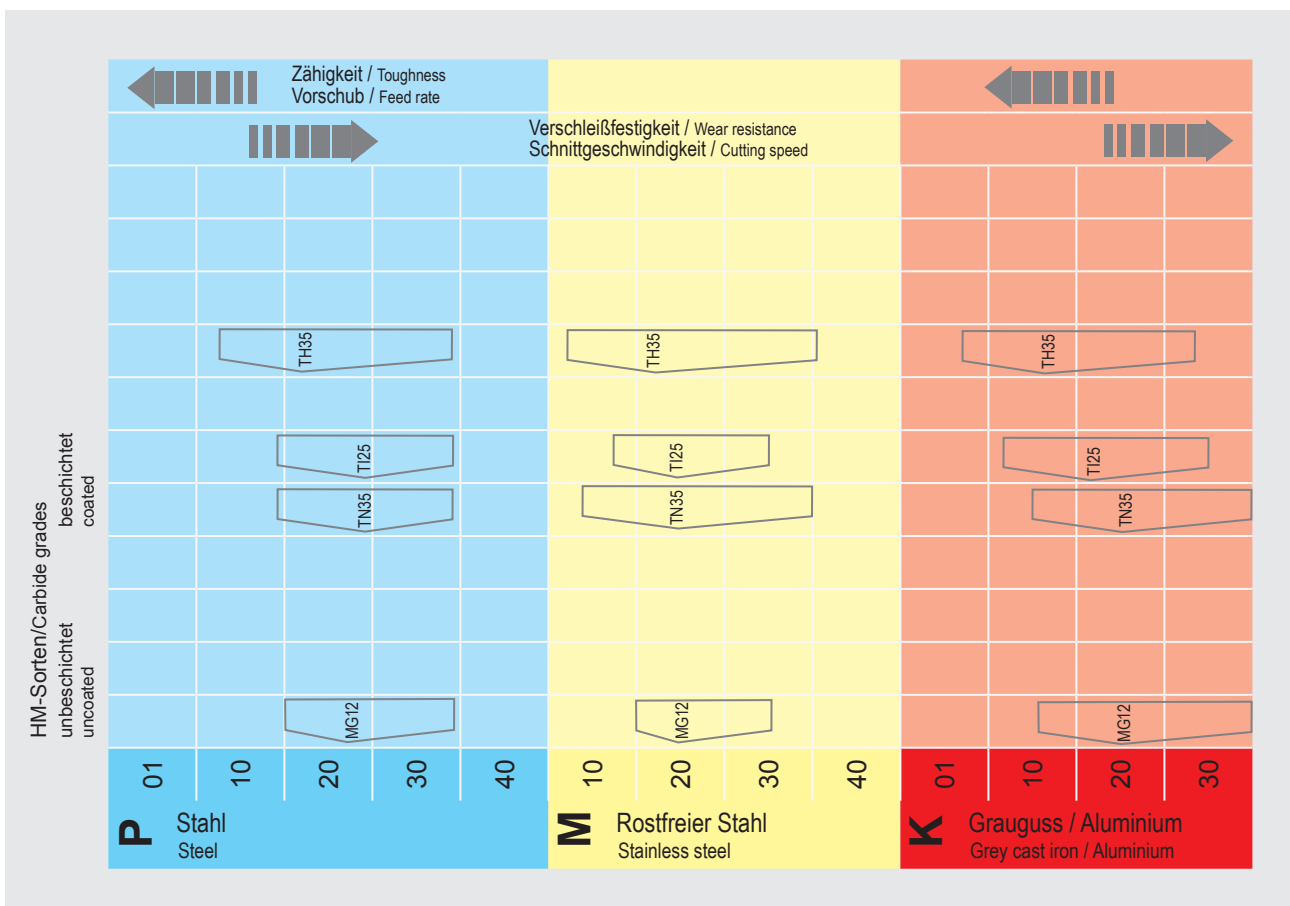 Zähigkeit / Toughness
Vorschub / Feed rate
Verschleißfestigkeit / Wear resistance
Schnittgeschwindigkeit / Cutting speed
HM-Sorten/Carbide grades
beschichtet
coated
unbeschichtet
uncoated
TH35
TH35
TH35
TI25
TI25
TI25
TN35
TN35
TN35
MG12
MG12
MG12
01
10
20
30
40
10
20
30
40
01
10
20
30
P
Stahl
Steel
M
Rostfreier Stahl
Stainless steel
K
Grauguss / Aluminium
Grey cast iron / Aluminium